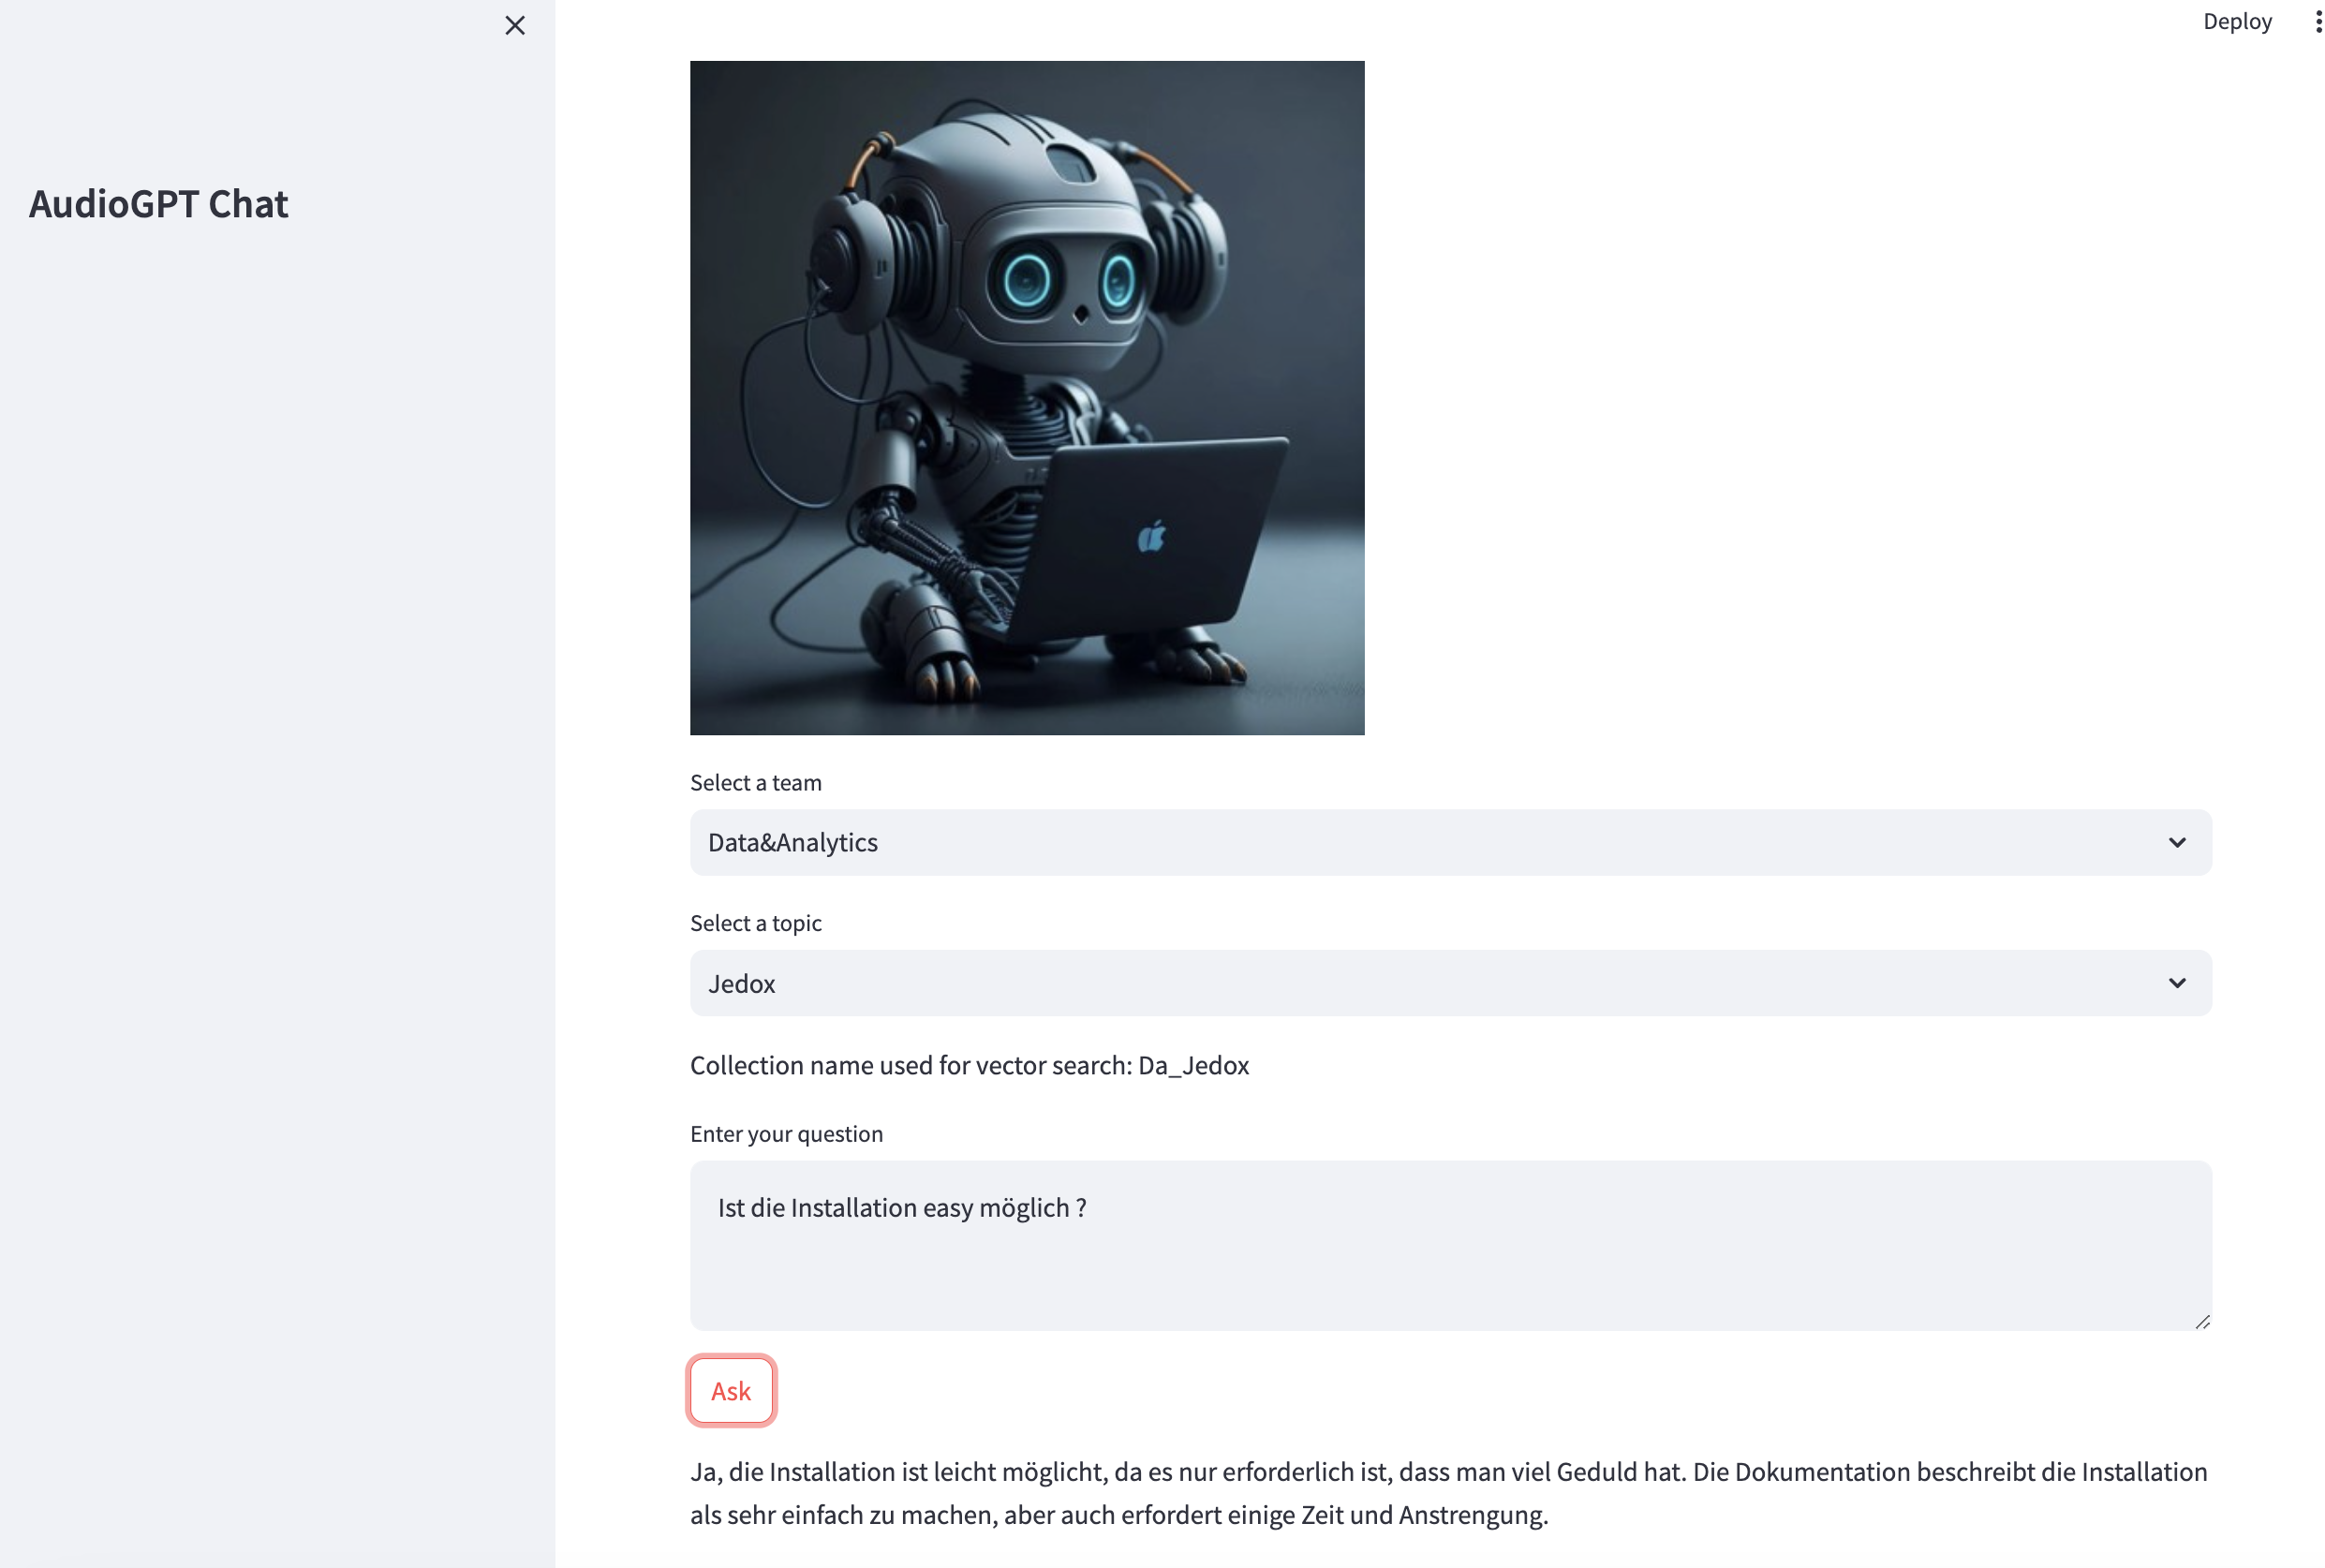 Deploy
AudioGPT Chat
Select a team
Data&Analytics
Select a topic
Jedox
Collection name used for vector search: Da_Jedox
Enter your question
Ist die Installation easy möglich ?
Ask
Ja, die Installation ist leicht möglicht, da es nur erforderlich ist, dass man viel Geduld hat. Die Dokumentation beschreibt die Installation
als sehr einfach zu machen, aber auch erfordert einige Zeit und Anstrengung.